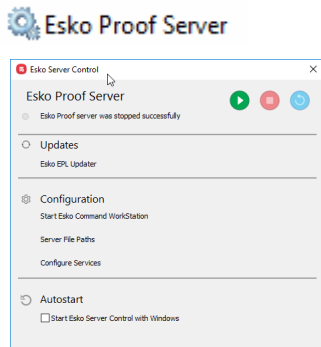 Esko Proof Server
Esko Server Control
Esko Proof Server
Esko Proof server was stopped successfully
Updates
Esko EPL Updater
Configuration
Start Esko Command WorkStation
Server File Paths
Configure Services
Autostart
Start Esko Server Control with Windows